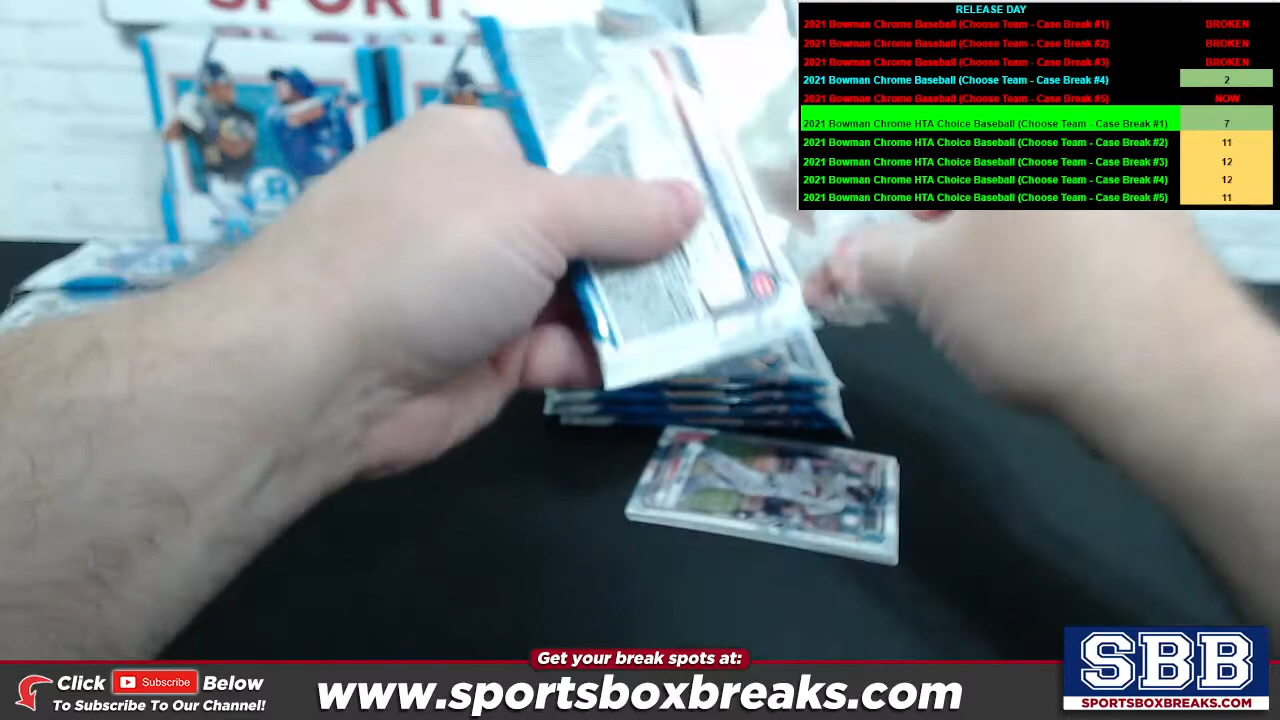 SPORT
RELEASE DAY
2021 Bowman Chrome Baseball (Choose Team - Case Break #1) BROKEN
2021 Bowman Chrome Baseball (Choose Team - Case Break #2) BROKEN
2021 Bowman Chrome Baseball (Choose Team - Case Break #3) BROKEN
2021 Bowman Chrome Baseball (Choose Team - Case Break #4) 2
2021 Bowman Chrome Baseball (Choose Team - Case Break #5) NOW
2021 Bowman Chrome HTA Choice Baseball (Choose Team - Case Break #1) 7
2021 Bowman Chrome HTA Choice Baseball (Choose Team - Case Break #2) 11
2021 Bowman Chrome HTA Choice Baseball (Choose Team - Case Break #3) 12
2021 Bowman Chrome HTA Choice Baseball (Choose Team - Case Break #4) 12
2021 Bowman Chrome HTA Choice Baseball (Choose Team - Case Break #5) 11
Get your break spots at:
Click Subscribe Below
To Subscribe To Our Channel!
www.sportsboxbreaks.com
SBB
SPORTSBOXBREAKS.COM